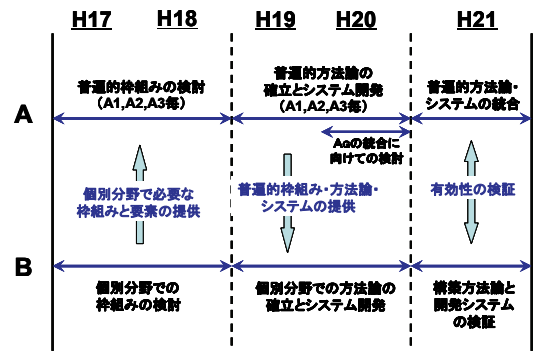 H17 H18 H19 H20 H21
普遍的枠組みの検討
(A1,A2,A3毎)
普遍的方法論の
確立とシステム開発
(A1,A2,A3毎)
普遍的方法論・
システムの統合
A
Aαの統合に
向けての検討
個別分野で必要な
枠組みと要素の提供
普遍的枠組み・方法論・
システムの提供
有効性の検証
B
個別分野での
枠組みの検討
個別分野での方法論の
確立とシステム開発
構築方法論と
開発システム
の検証